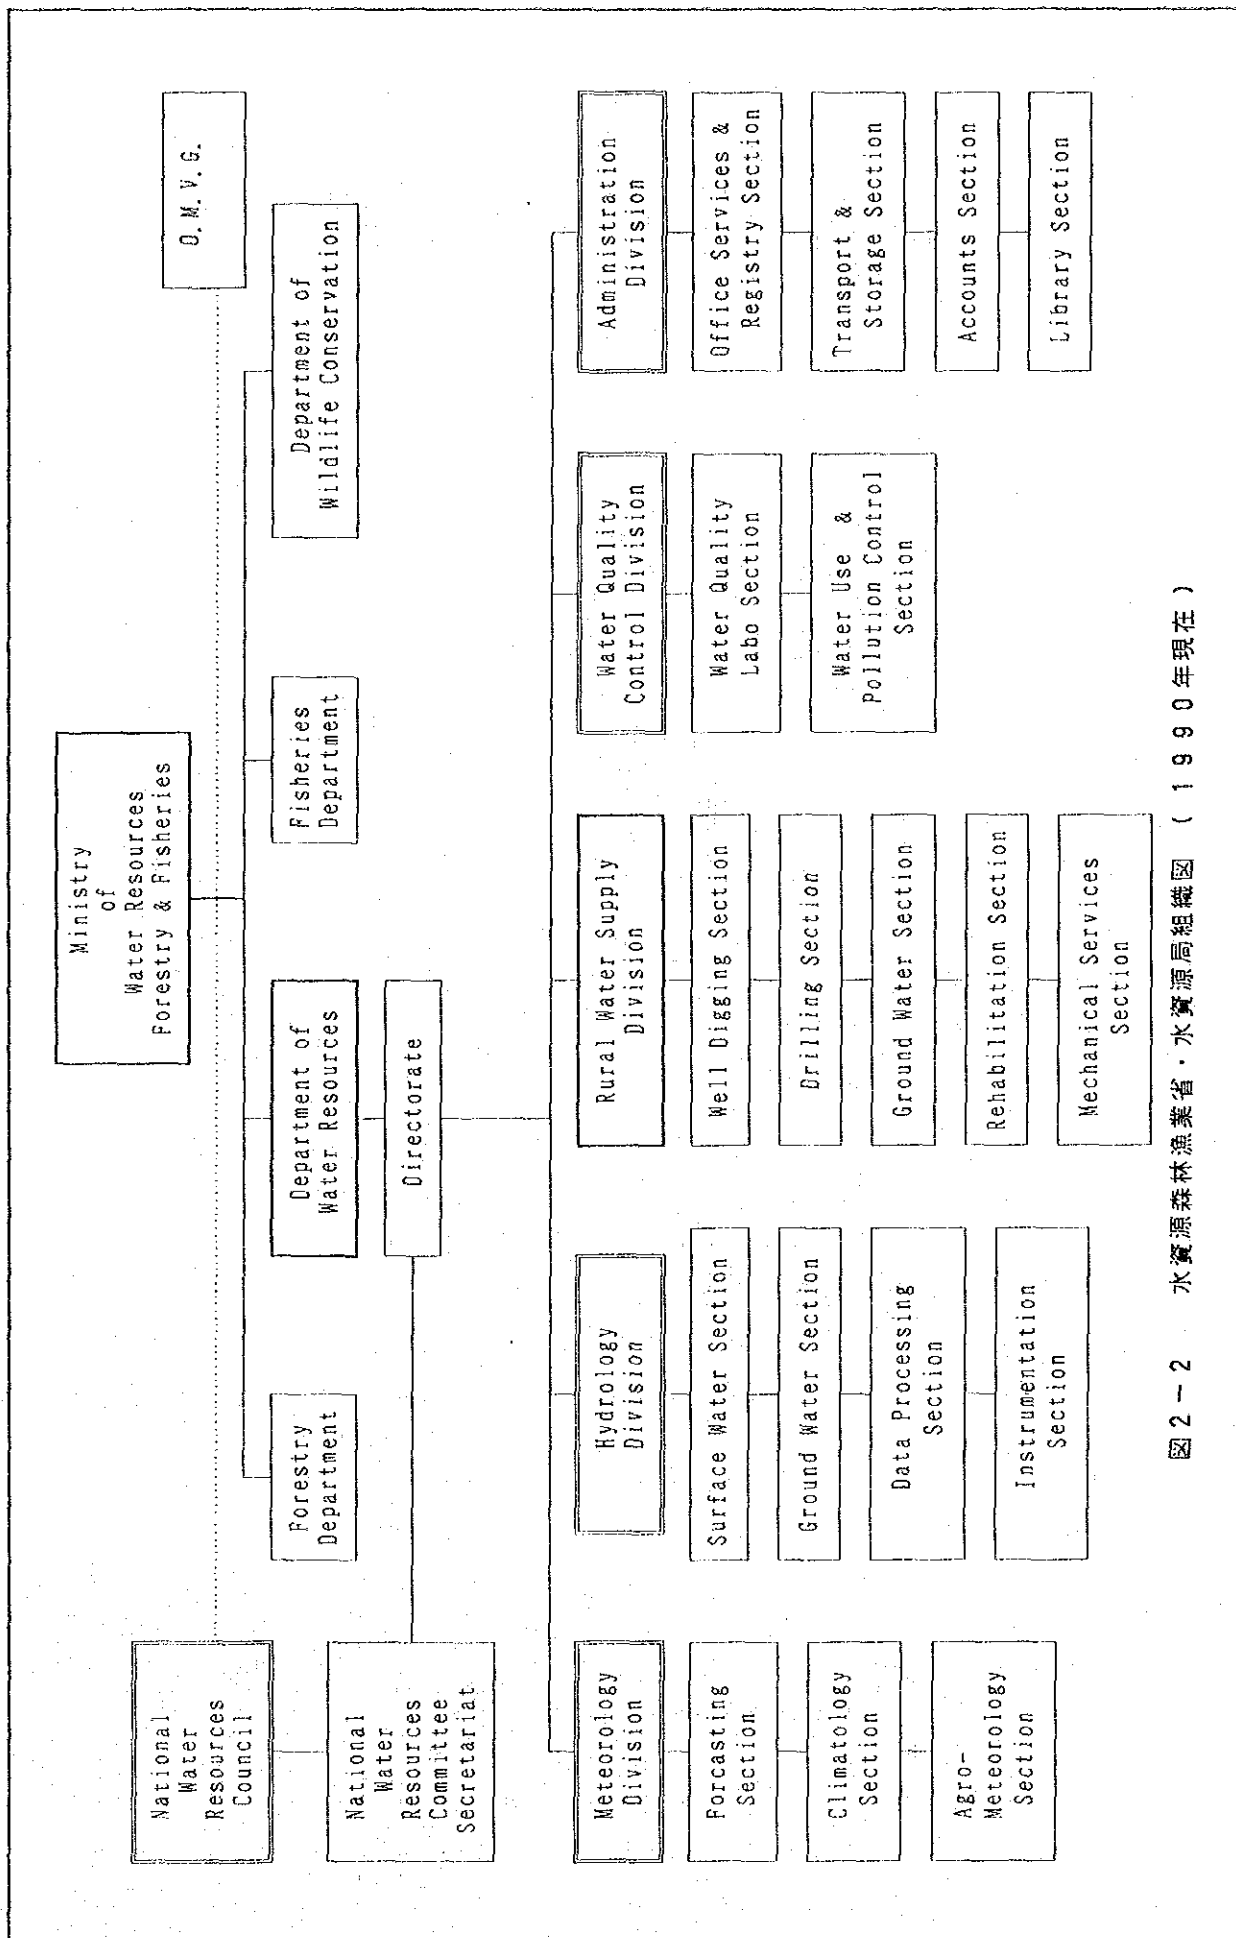 Ministry
of
Water Resources
Forestry & Fisheries
National
Water
Resources
Council
O.M.V.G.
National
Water
Resources
Committee
Secretariat
Forestry
Department
Department of
Water Resources
Fisheries
Department
Department of
Wildlife Conservation
Directorate
Meteorology
Division
Forcasting
Section
Climatology
Section
Agro-
Meteorology
Section
Hydrology
Division
Surface Water Section
Ground Water Section
Data Processing
Section
Instrumentation
Section
Rural Water Supply
Division
Well Digging Section
Drilling Section
Ground Water Section
Rehabilitation Section
Mechanical Services
Section
Water Quality
Control Division
Water Quality
Labo Section
Water Use &
Pollution Control
Section
Administration
Division
Office Services &
Registry Section
Transport &
Storage Section
Accounts Section
Library Section
図2-2 水資源森林漁業省・水資源局組織図 (1990年現在)